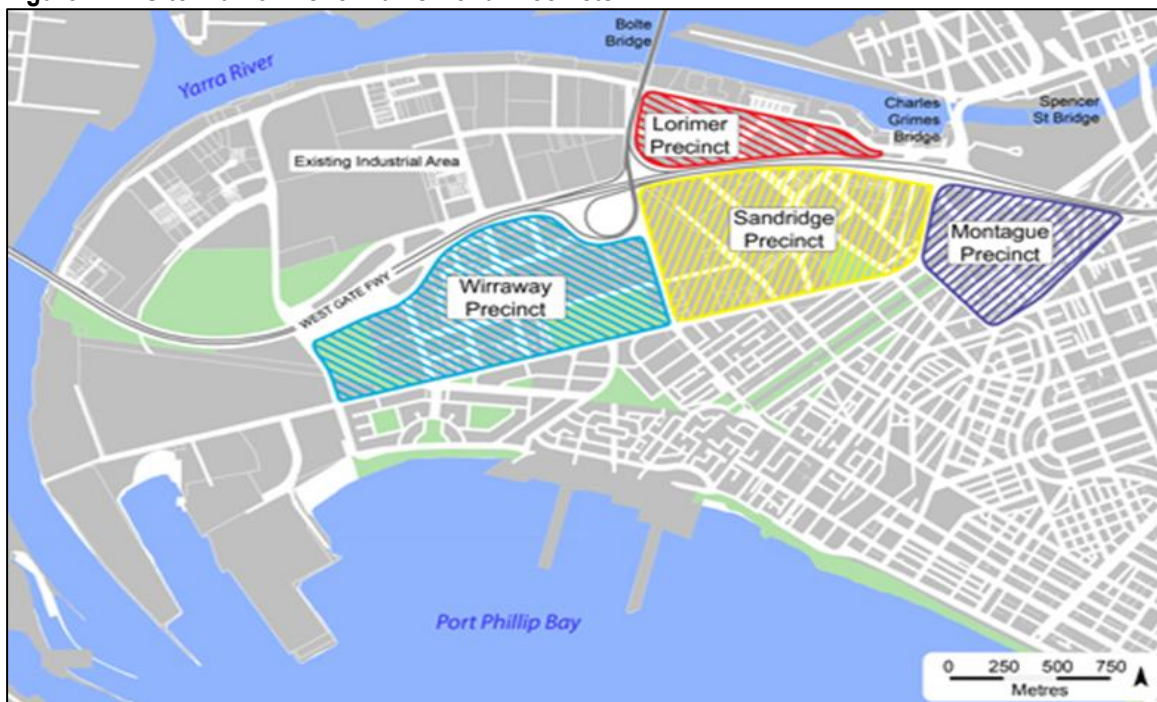 Bolte
Bridge
Yarra River
Charles
Grimes
Bridge
Spencer
St Bridge
Lorimer
Precinct
Existing Industrial Area
Sandridge
Precinct
Montague
Precinct
WEST GATE FWY
Wirraway
Precinct
Port Phillip Bay
0 250 500 750
Metres